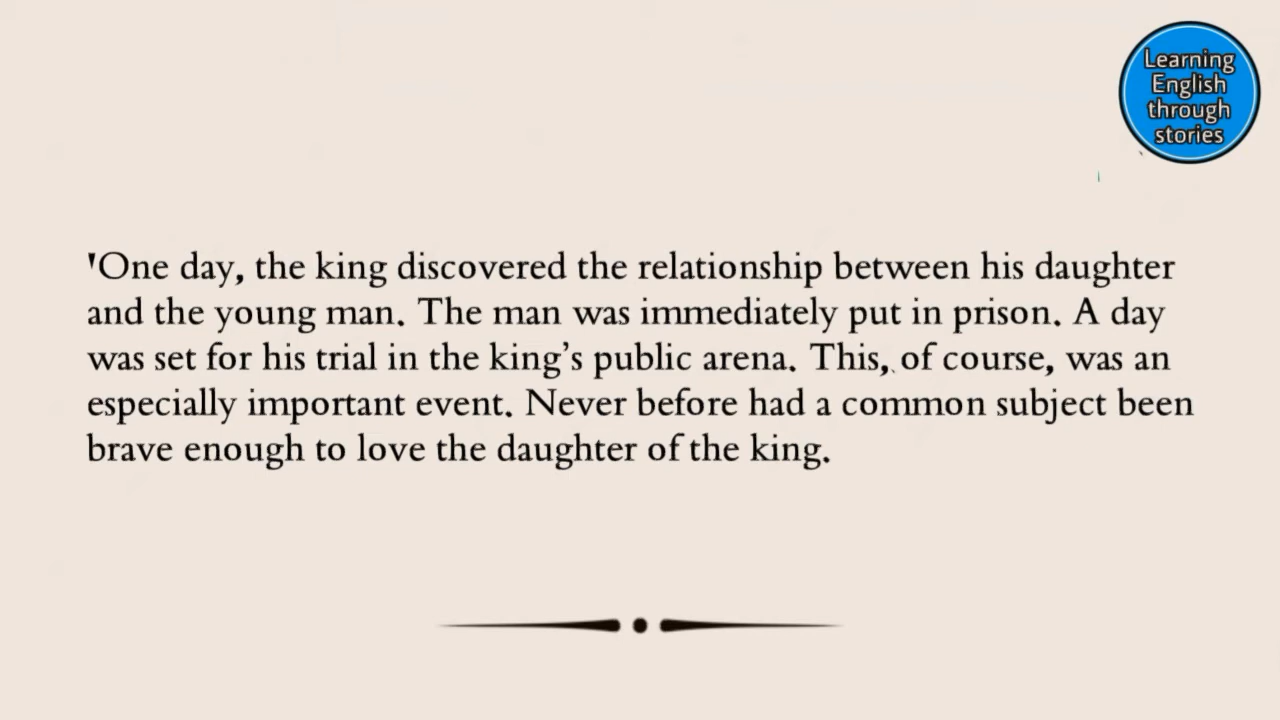 Learning
English
through
stories
'One day, the king discovered the relationship between his daughter
and the young man. The man was immediately put in prison. A day
was set for his trial in the king’s public arena. This, of course, was an
especially important event. Never before had a common subject been
brave enough to love the daughter of the king.